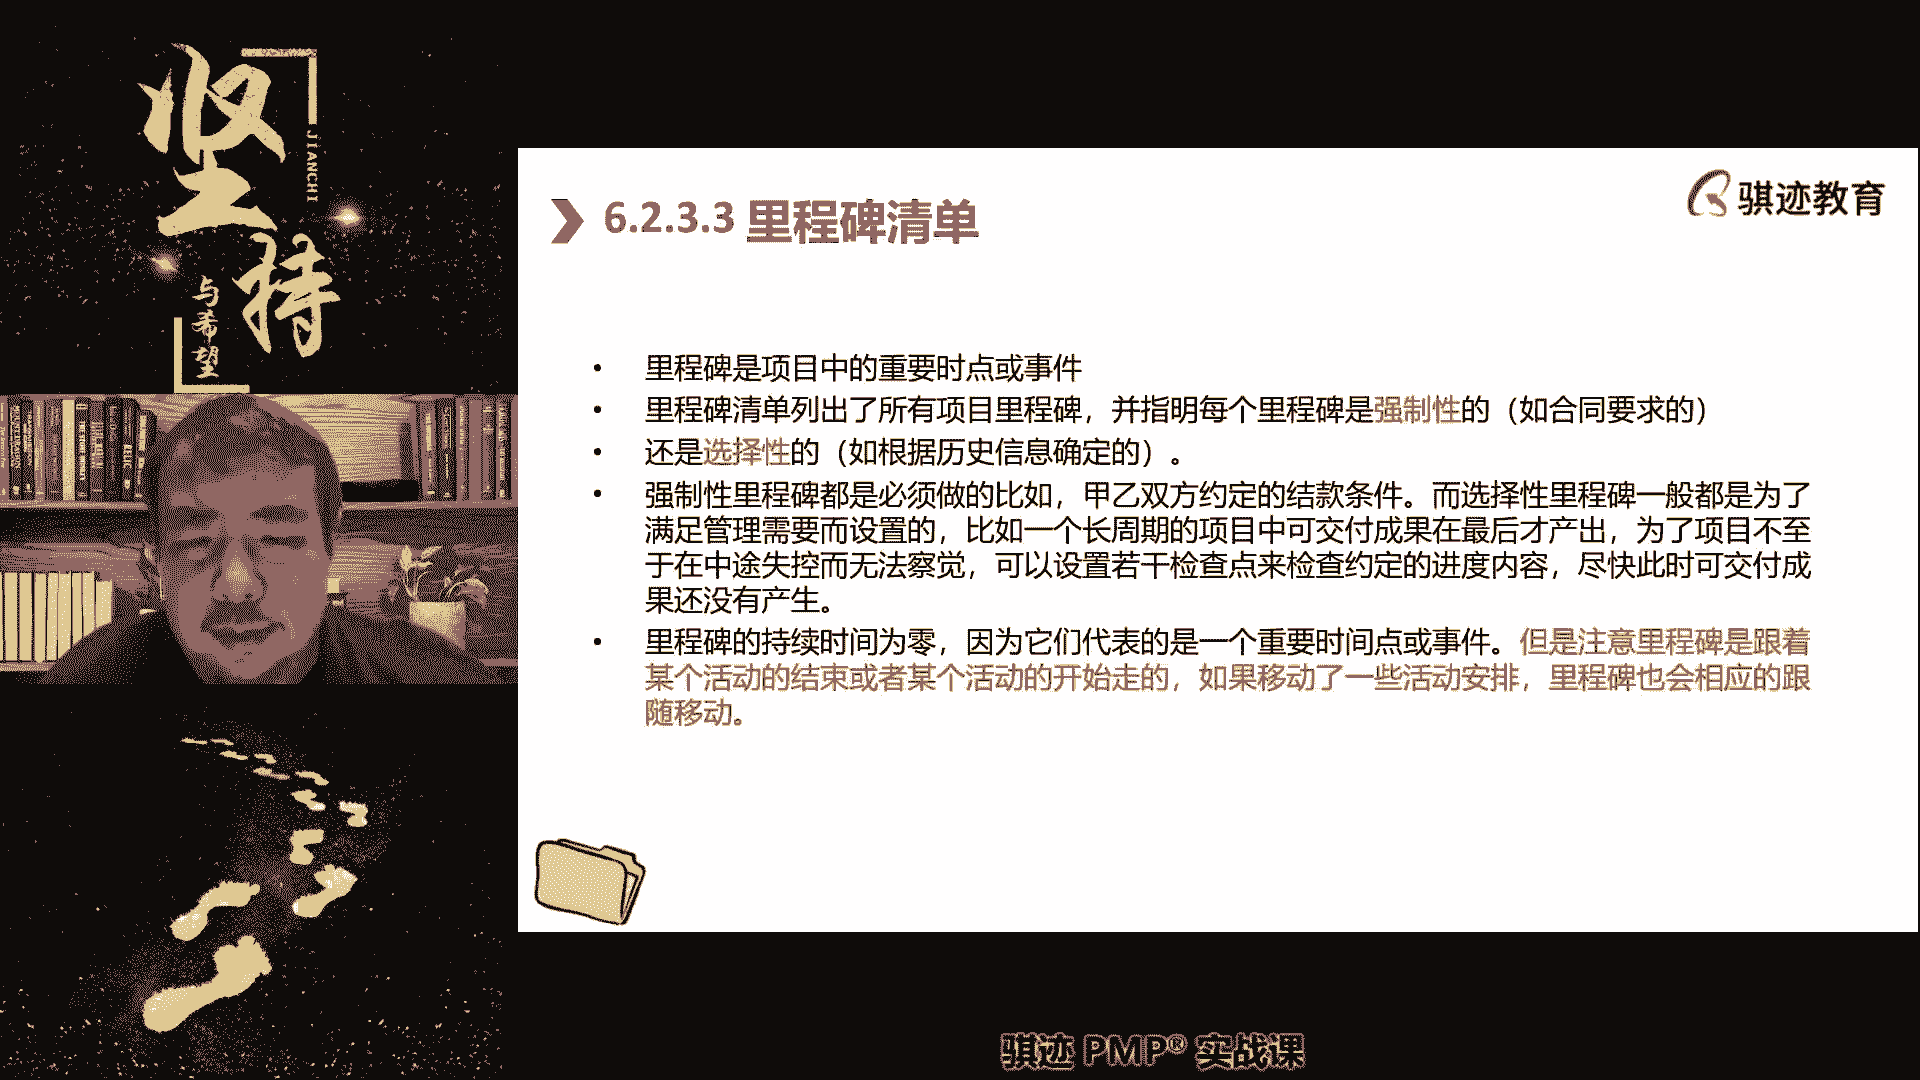 坚持
JIANCHI
与希望
骐迹教育
6.2.3.3 里程碑清单
• 里程碑是项目中的重要时点或事件
• 里程碑清单列出了所有项目里程碑，并指明每个里程碑是强制性的（如合同要求的）
• 还是选择性的（如根据历史信息确定的）。
• 强制性里程碑都是必须做的比如，甲乙双方约定的结款条件。而选择性里程碑一般都是为了
满足管理需要而设置的，比如一个长周期的项目中可交付成果在最后才产出，为了项目不至
于在中途失控而无法察觉，可以设置若干检查点来检查约定的进度内容，尽快此时可交付成
果还没有产生。
• 里程碑的持续时间为零，因为它们代表的是一个重要时间点或事件。但是注意里程碑是跟着
某个活动的结束或者某个活动的开始走的，如果移动了一些活动安排，里程碑也会相应的跟
随移动。
骐迹 PMP® 实战课